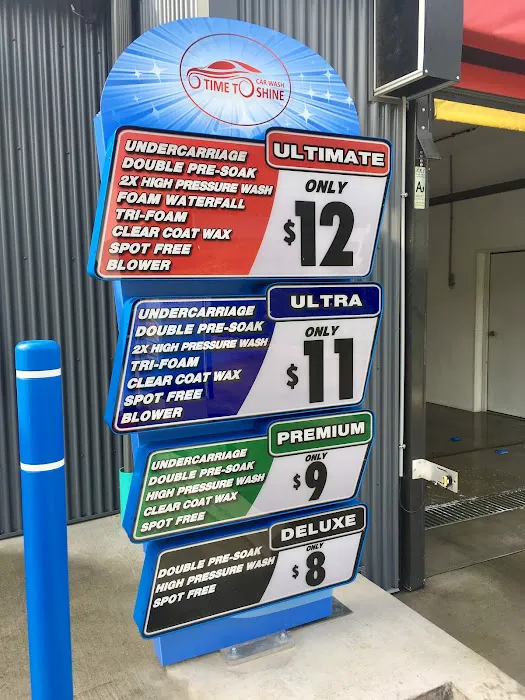 CAR WASH
TIME TO SHINE
ULTIMATE
UNDERCARRIAGE
DOUBLE PRE-SOAK
2X HIGH PRESSURE WASH
FOAM WATERFALL
TRI-FOAM
CLEAR COAT WAX
SPOT FREE
BLOWER
ONLY
$12
ULTRA
UNDERCARRIAGE
DOUBLE PRE-SOAK
2X HIGH PRESSURE WASH
TRI-FOAM
CLEAR COAT WAX
SPOT FREE
BLOWER
ONLY
$11
PREMIUM
UNDERCARRIAGE
DOUBLE PRE-SOAK
HIGH PRESSURE WASH
CLEAR COAT WAX
SPOT FREE
ONLY
$9
DELUXE
DOUBLE PRE-SOAK
HIGH PRESSURE WASH
SPOT FREE
ONLY
$8